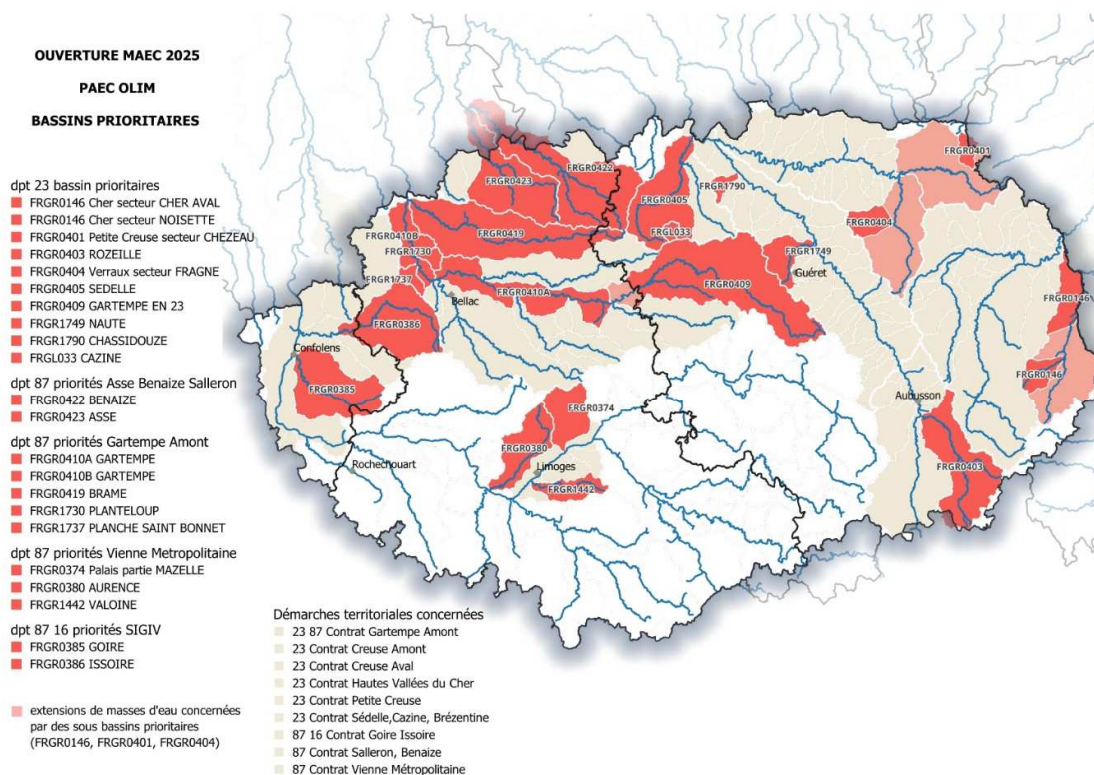 OUVERTURE MAEC 2025
PAEC OLIM
BASSINS PRIORITAIRES
dpt 23 bassin prioritaires
FRGR0146 Cher secteur CHER AVAL
FRGR0146 Cher secteur NOISETTE
FRGR0401 Petite Creuse secteur CHEZEAU
FRGR0403 ROZEILLE
FRGR0404 Verraux secteur FRAGNE
FRGR0405 SEDELLE
FRGR0409 GARTEMPE EN 23
FRGR1749 NAUTE
FRGR1790 CHASSIDOUZE
FRGL033 CAZINE
dpt 87 priorités Asse Benaize Salleron
FRGR0422 BENAIZE
FRGR0423 ASSE
dpt 87 priorités Gartempe Amont
FRGR0410A GARTEMPE
FRGR0410B GARTEMPE
FRGR0419 BRAME
FRGR1730 PLANTELOUP
FRGR1737 PLANCHE SAINT BONNET
dpt 87 priorités Vienne Metropolitaine
FRGR0374 Palais partie MAZELLE
FRGR0380 AURENCE
FRGR1442 VALOINE
dpt 87 16 priorités SIGIV
FRGR0385 GOIRE
FRGR0386 ISSOIRE
extensions de masses d'eau concernées
par des sous bassins prioritaires
(FRGR0146, FRGR0401, FRGR0404)
Démarches territoriales concernées
23 87 Contrat Gartempe Amont
23 Contrat Creuse Amont
23 Contrat Creuse Aval
23 Contrat Hautes Vallées du Cher
23 Contrat Petite Creuse
23 Contrat Sédelle,Cazine, Brézentine
87 16 Contrat Goire Issoire
87 Contrat Salleron, Benaize
87 Contrat Vienne Métropolitaine
FRGR0401
FRGR0422
FRGR0423
FRGR1790
FRGR0405
FRGR0404
FRGL033
FRGR0410B
FRGR0419
FRGR1730
FRGR1749
Guéret
FRGR1737
FRGR0410A
FRGR0409
Bellac
FRGR0146
FRGR0386
Confolens
FRGR0385
FRGR0146
Aubusson
FRGR0374
FRGR0380
Limoges
Rochechouart
FRGR0403
FRGR1442